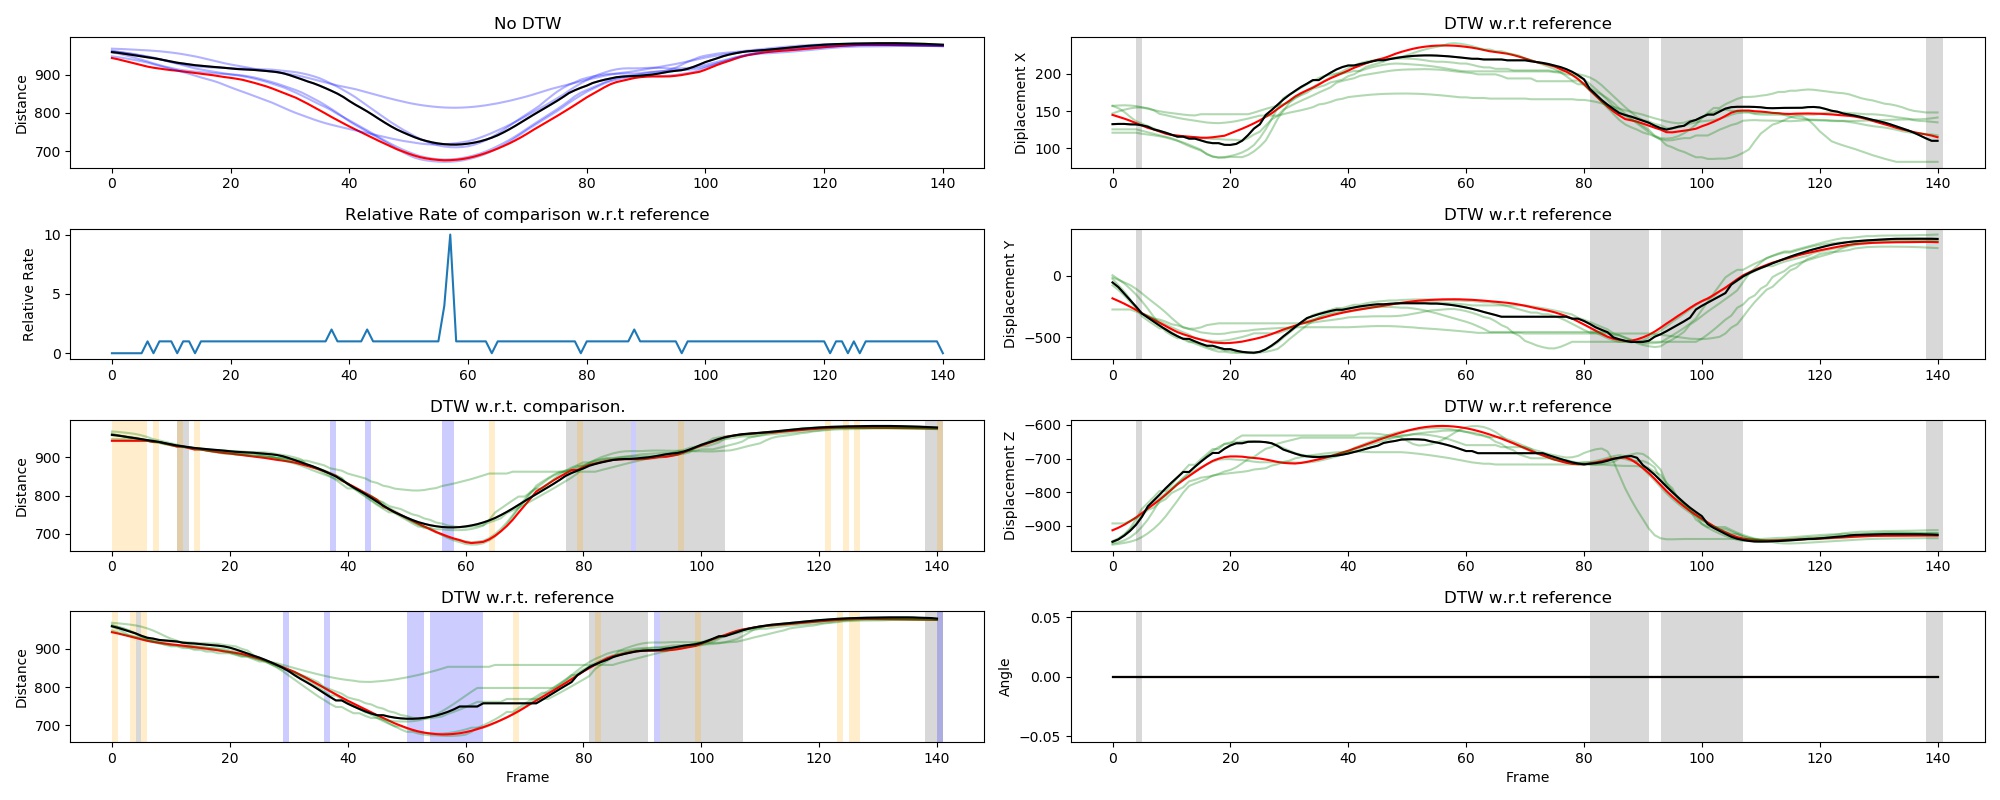 No DTW
Distance
900
800
700
0 20 40 60 80 100 120 140
Relative Rate of comparison w.r.t reference
Relative Rate
10
5
0
0 20 40 60 80 100 120 140
DTW w.r.t. comparison.
Distance
900
800
700
0 20 40 60 80 100 120 140
DTW w.r.t. reference
Distance
900
800
700
0 20 40 60 80 100 120 140
Frame
DTW w.r.t reference
Diplacement X
200
150
100
0 20 40 60 80 100 120 140
DTW w.r.t reference
Displacement Y
0
−500
0 20 40 60 80 100 120 140
DTW w.r.t reference
Displacement Z
−600
−700
−800
−900
0 20 40 60 80 100 120 140
DTW w.r.t reference
Angle
0.05
0.00
−0.05
0 20 40 60 80 100 120 140
Frame